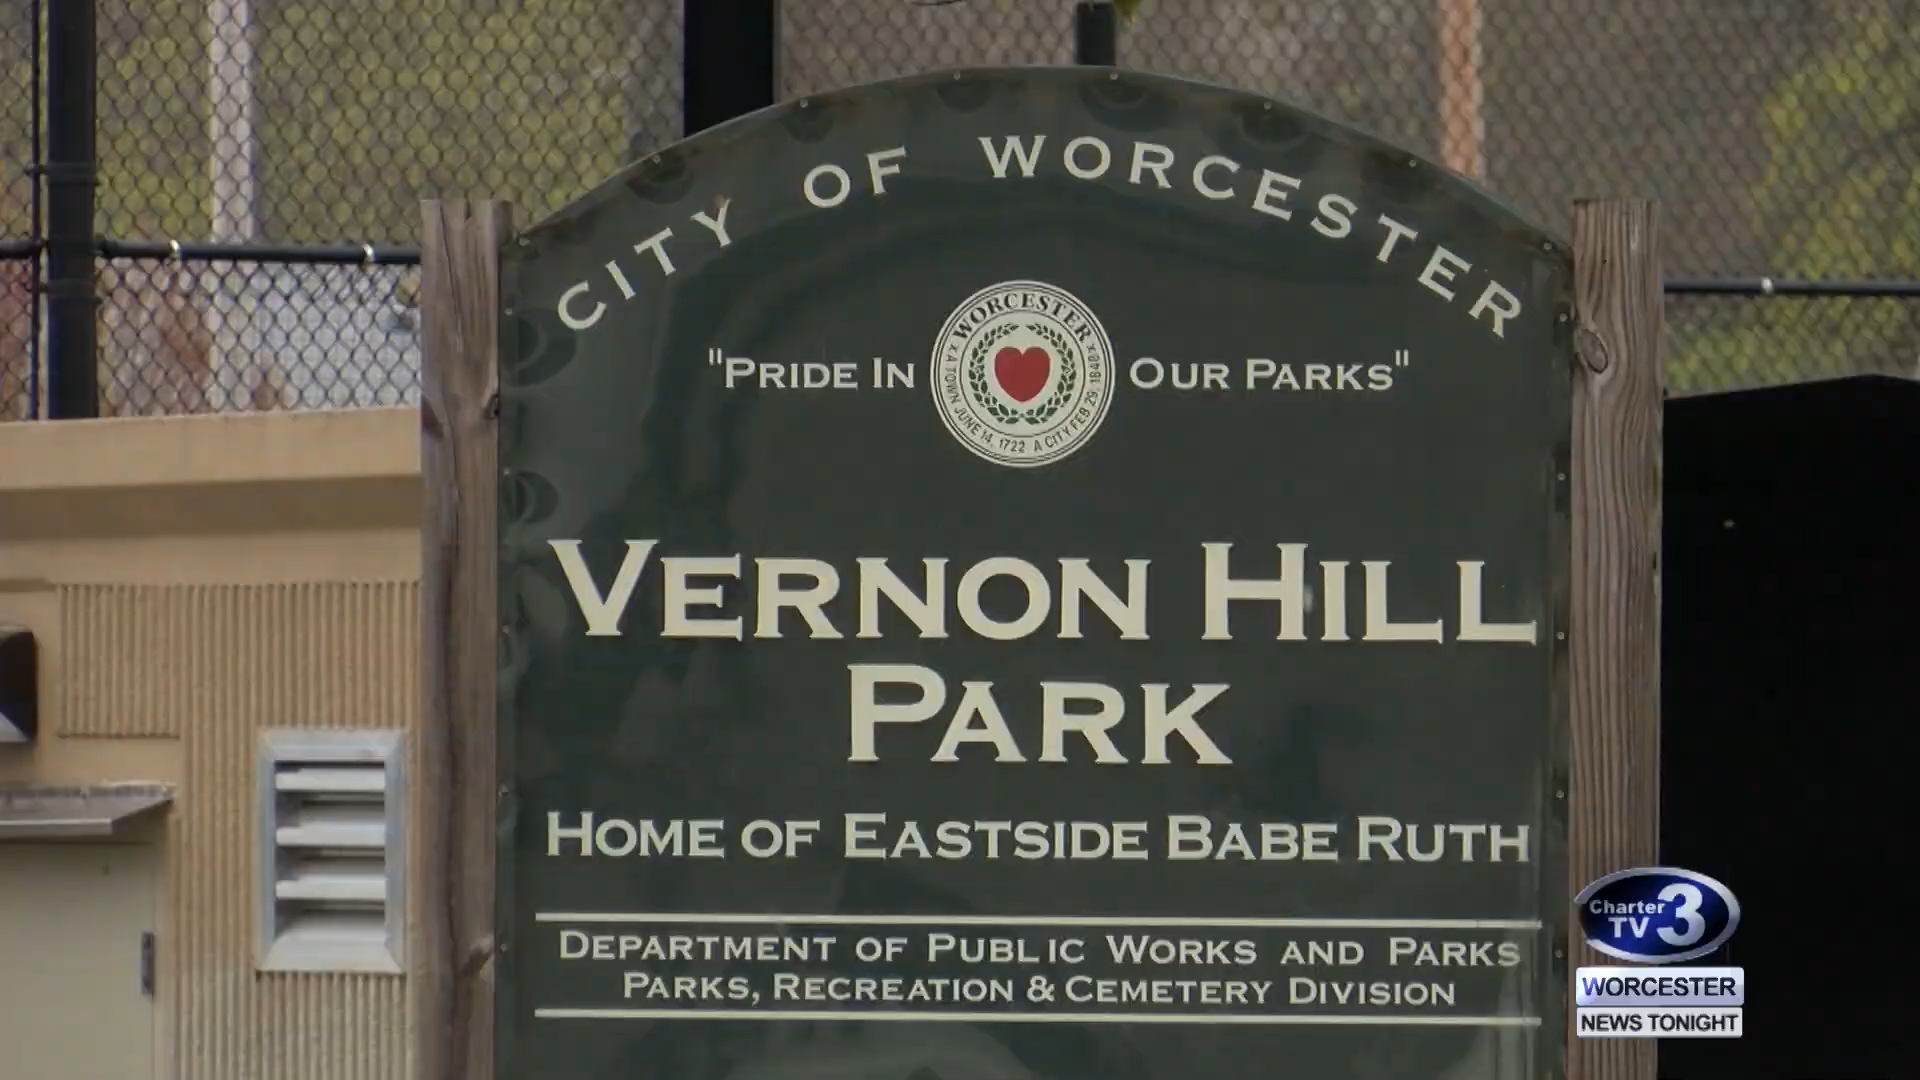 CITY OF WORCESTER
"PRIDE IN OUR PARKS"
WORCESTER
A TOWN JUNE 14, 1722 A CITY FEB 29, 1848
VERNON HILL
PARK
HOME OF EASTSIDE BABE RUTH
DEPARTMENT OF PUBLIC WORKS AND PARKS
PARKS, RECREATION & CEMETERY DIVISION
Charter
TV 3
WORCESTER
NEWS TONIGHT